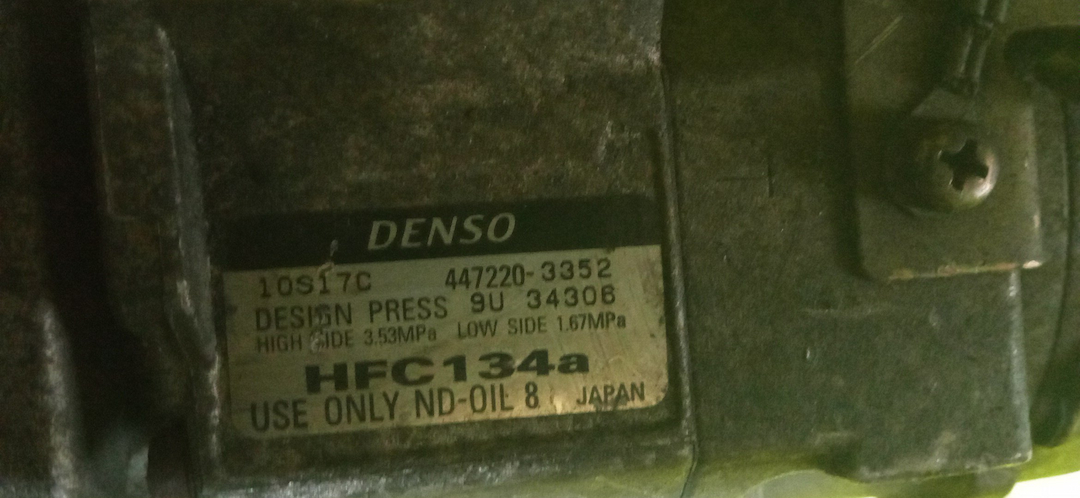 DENSO
10S17C 447220-3352
DESIGN PRESS 9U 34306
HIGH SIDE 3.53MPa LOW SIDE 1.67MPa
HFC134a
USE ONLY ND-OIL 8 JAPAN